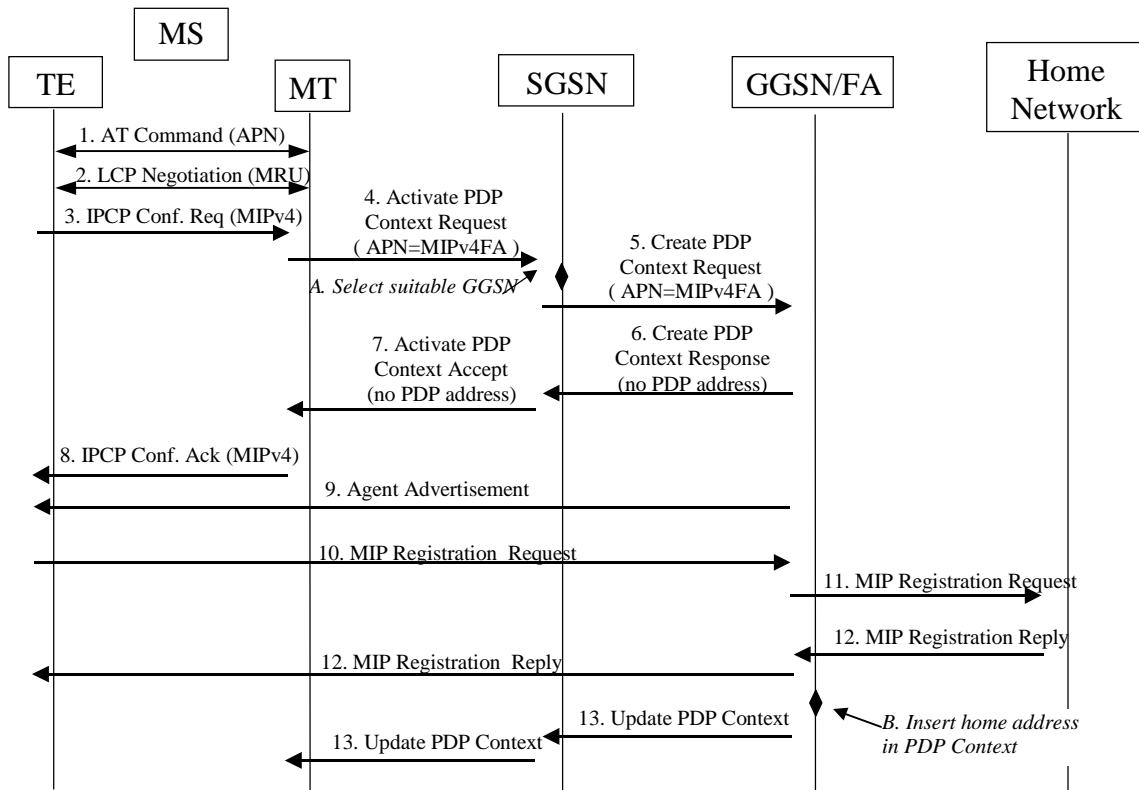 MS
TE
MT
SGSN
GGSN/FA
Home
Network
1. AT Command (APN)
2. LCP Negotiation (MRU)
3. IPCP Conf. Req (MIPv4)
4. Activate PDP
Context Request
( APN=MIPv4FA )
A. Select suitable GGSN
5. Create PDP
Context Request
( APN=MIPv4FA )
6. Create PDP
Context Response
(no PDP address)
7. Activate PDP
Context Accept
(no PDP address)
8. IPCP Conf. Ack (MIPv4)
9. Agent Advertisement
10. MIP Registration Request
11. MIP Registration Request
12. MIP Registration Reply
12. MIP Registration Reply
B. Insert home address
in PDP Context
13. Update PDP Context
13. Update PDP Context